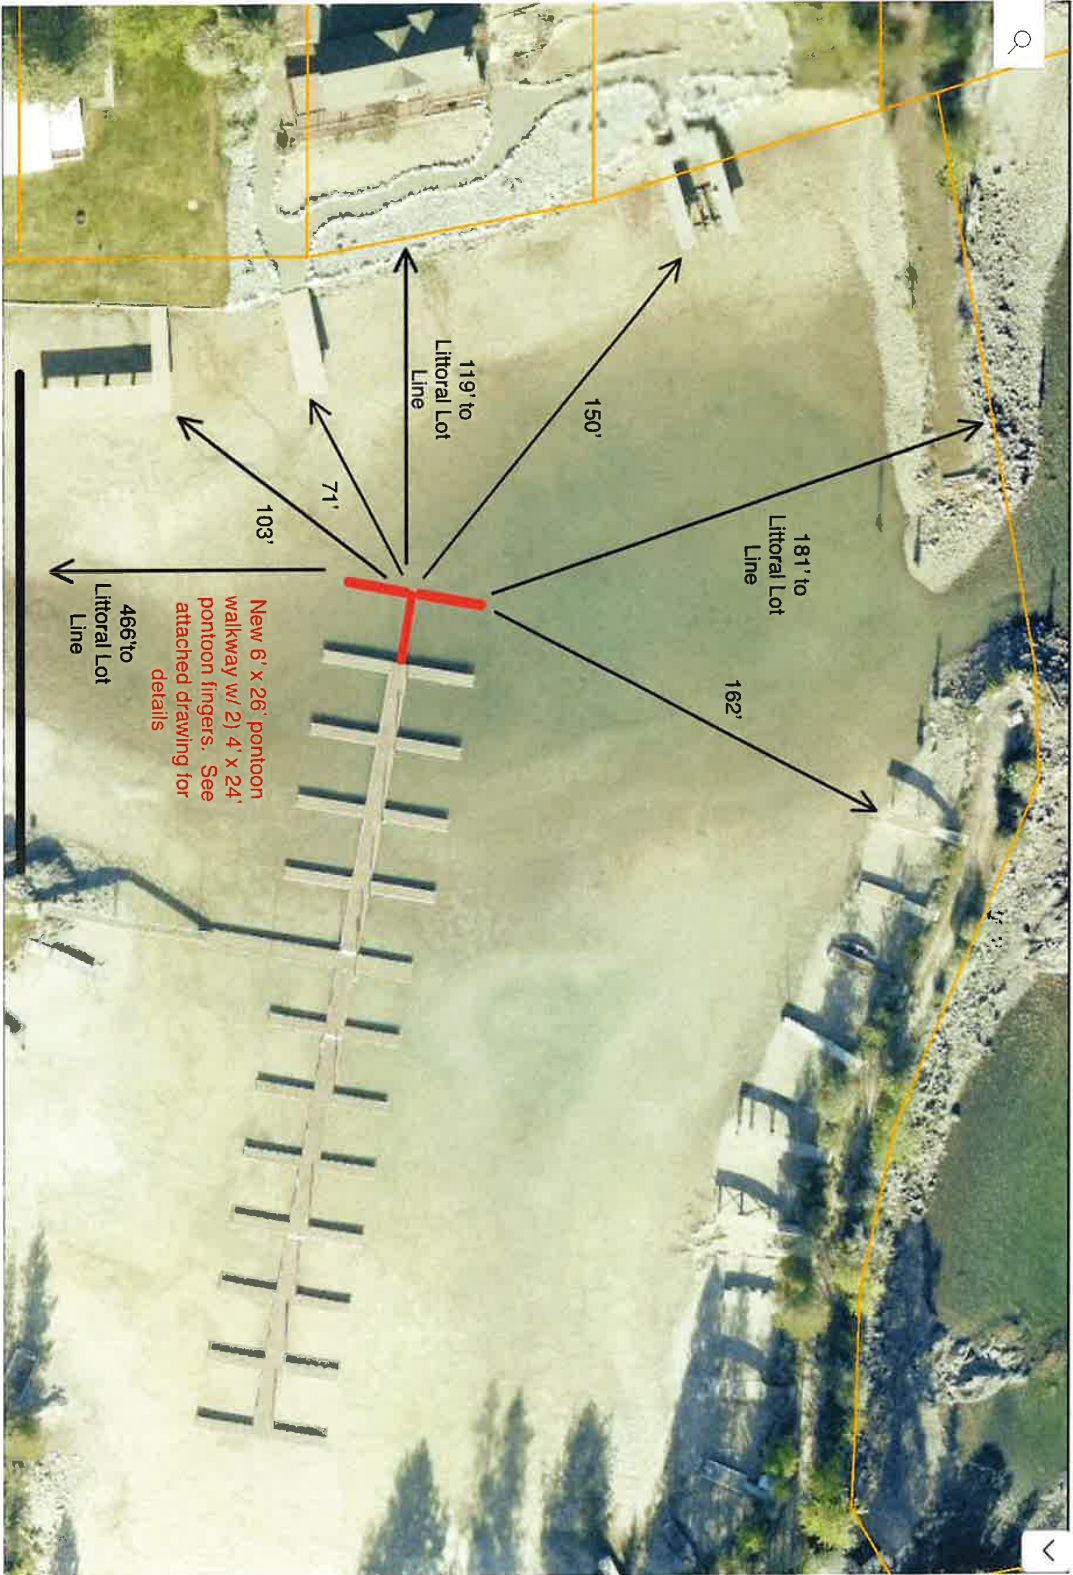 181' to
Littoral Lot
Line
162'
150'
119' to
Littoral Lot
Line
71'
103'
New 6' x 26' pontoon
walkway w/ 2) 4' x 24'
pontoon fingers. See
attached drawing for
details
466'to
Littoral Lot
Line